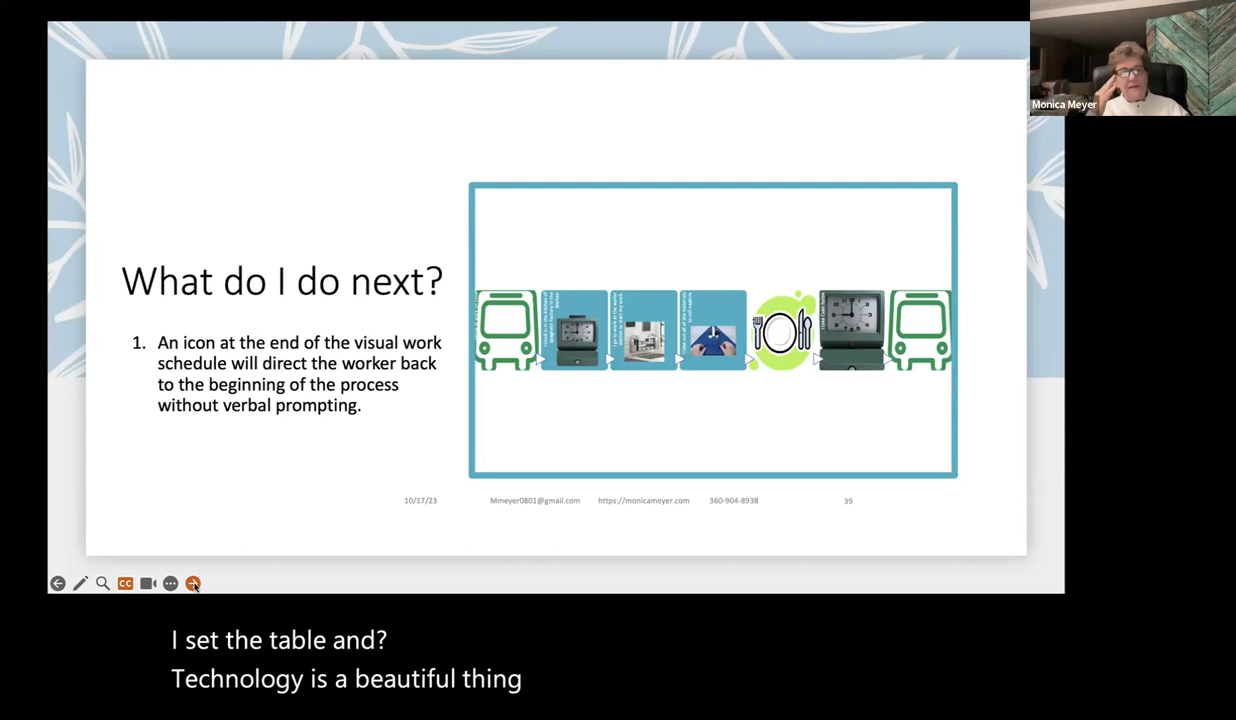 Monica Meyer
What do I do next?
1. An icon at the end of the visual work
schedule will direct the worker back
to the beginning of the process
without verbal prompting.
10/17/23 Mmeyer0801@gmail.com https://monicameyer.com 360-904-8938 39
CC
I set the table and?
Technology is a beautiful thing